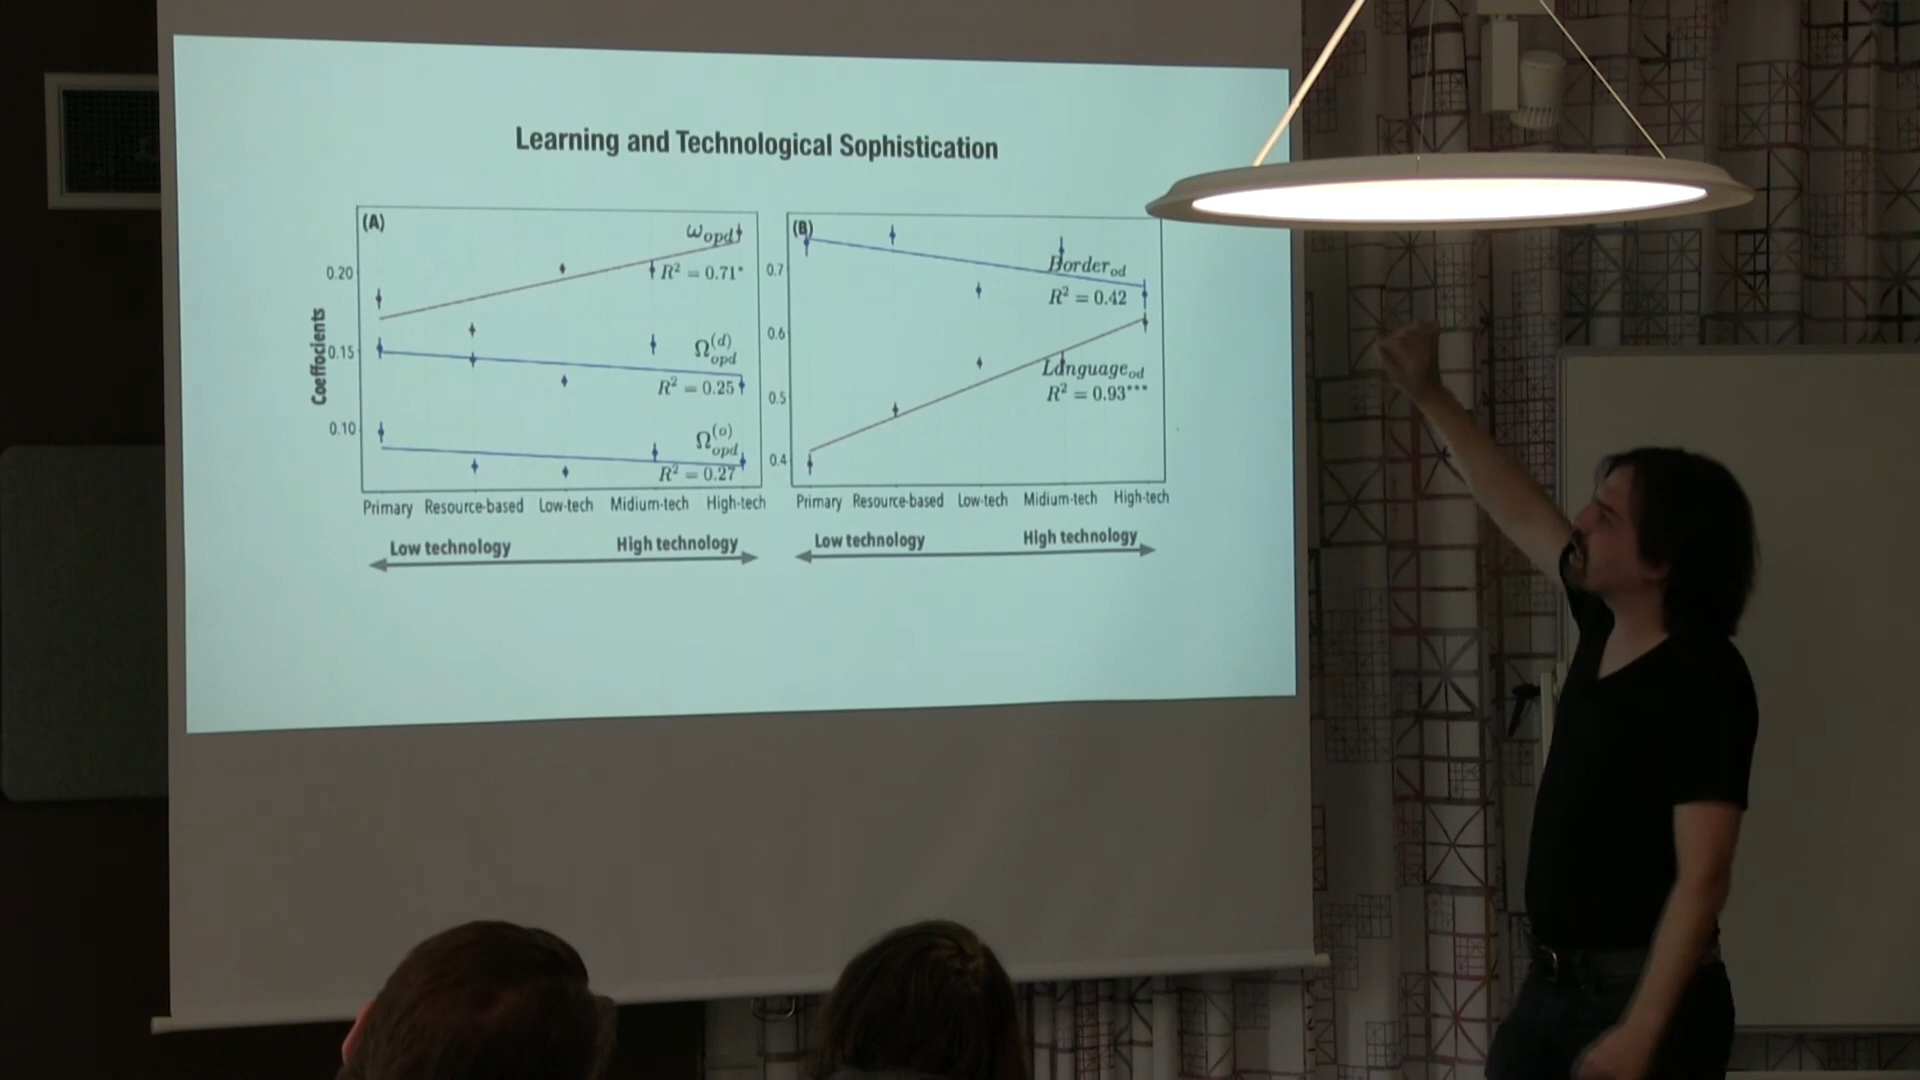 Learning and Technological Sophistication
(A)
ω_opd
R² = 0.71*
0.20
Coeffocients
0.15
Ω_opd^(d)
R² = 0.25
0.10
Ω_opd^(o)
R² = 0.27
Primary Resource-based Low-tech Midium-tech High-tech
Low technology High technology
(B)
0.7
Border_od
R² = 0.42
0.6
Language_od
R² = 0.93***
0.5
0.4
Primary Resource-based Low-tech Midium-tech High-tech
Low technology High technology